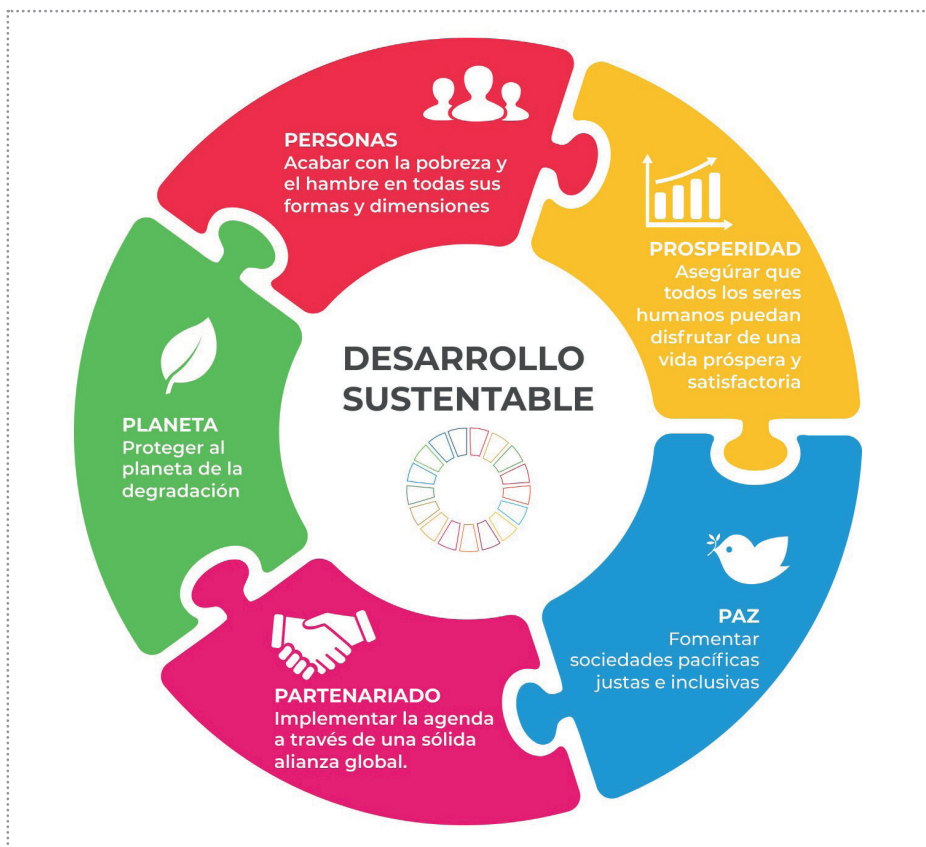 PERSONAS
Acabar con la pobreza y
el hambre en todas sus
formas y dimensiones
PROSPERIDAD
Asegúrar que
todos los seres
humanos puedan
disfrutar de una
vida próspera y
satisfactoria
DESARROLLO
SUSTENTABLE
PLANETA
Proteger al
planeta de la
degradación
PAZ
Fomentar
sociedades pacíficas
justas e inclusivas
PARTENARIADO
Implementar la agenda
a través de una sólida
alianza global.